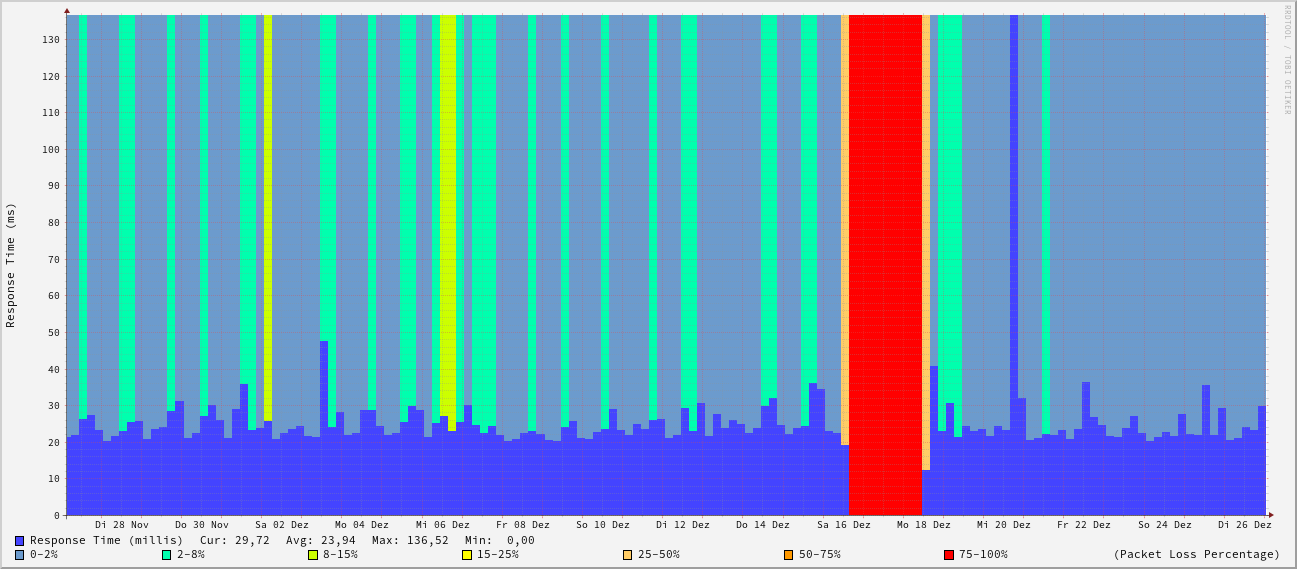 RRDTOOL / TOBI OETIKER
Response Time (ms)
130
120
110
100
90
80
70
60
50
40
30
20
10
0
Di 28 Nov Do 30 Nov Sa 02 Dez Mo 04 Dez Mi 06 Dez Fr 08 Dez So 10 Dez Di 12 Dez Do 14 Dez Sa 16 Dez Mo 18 Dez Mi 20 Dez Fr 22 Dez So 24 Dez Di 26 Dez
Response Time (millis) Cur: 29,72 Avg: 23,94 Max: 136,52 Min: 0,00
0-2% 2-8% 8-15% 15-25% 25-50% 50-75% 75-100% (Packet Loss Percentage)